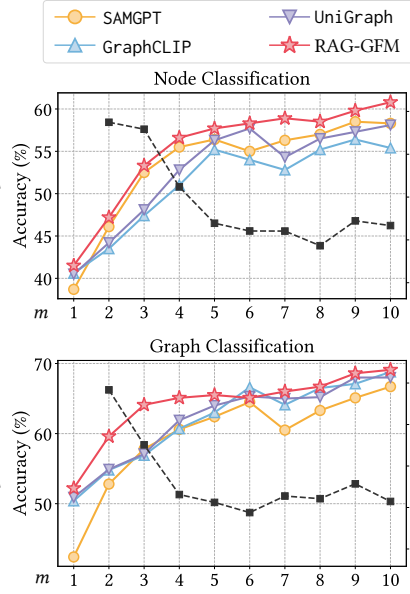 SAMGPT UniGraph
GraphCLIP RAG-GFM
Node Classification
Accuracy (%)
60
55
50
45
40
m 1 2 3 4 5 6 7 8 9 10
Graph Classification
Accuracy (%)
70
60
50
m 1 2 3 4 5 6 7 8 9 10